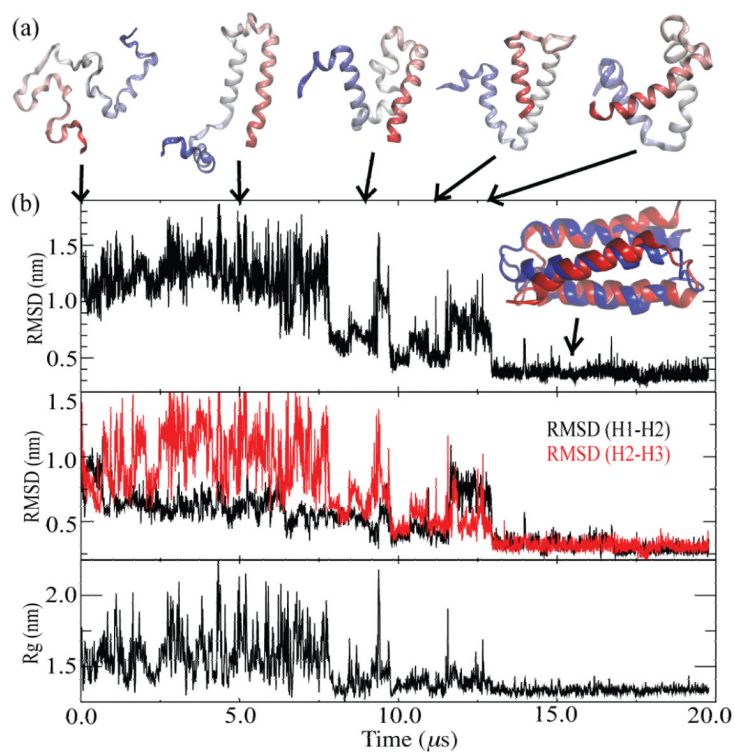 (a)
(b)
RMSD (nm)
1.5
1.0
0.5
RMSD (nm)
1.5
1.0
0.5
RMSD (H1-H2)
RMSD (H2-H3)
Rg (nm)
2.0
1.5
0.0 5.0 10.0 15.0 20.0
Time (μs)